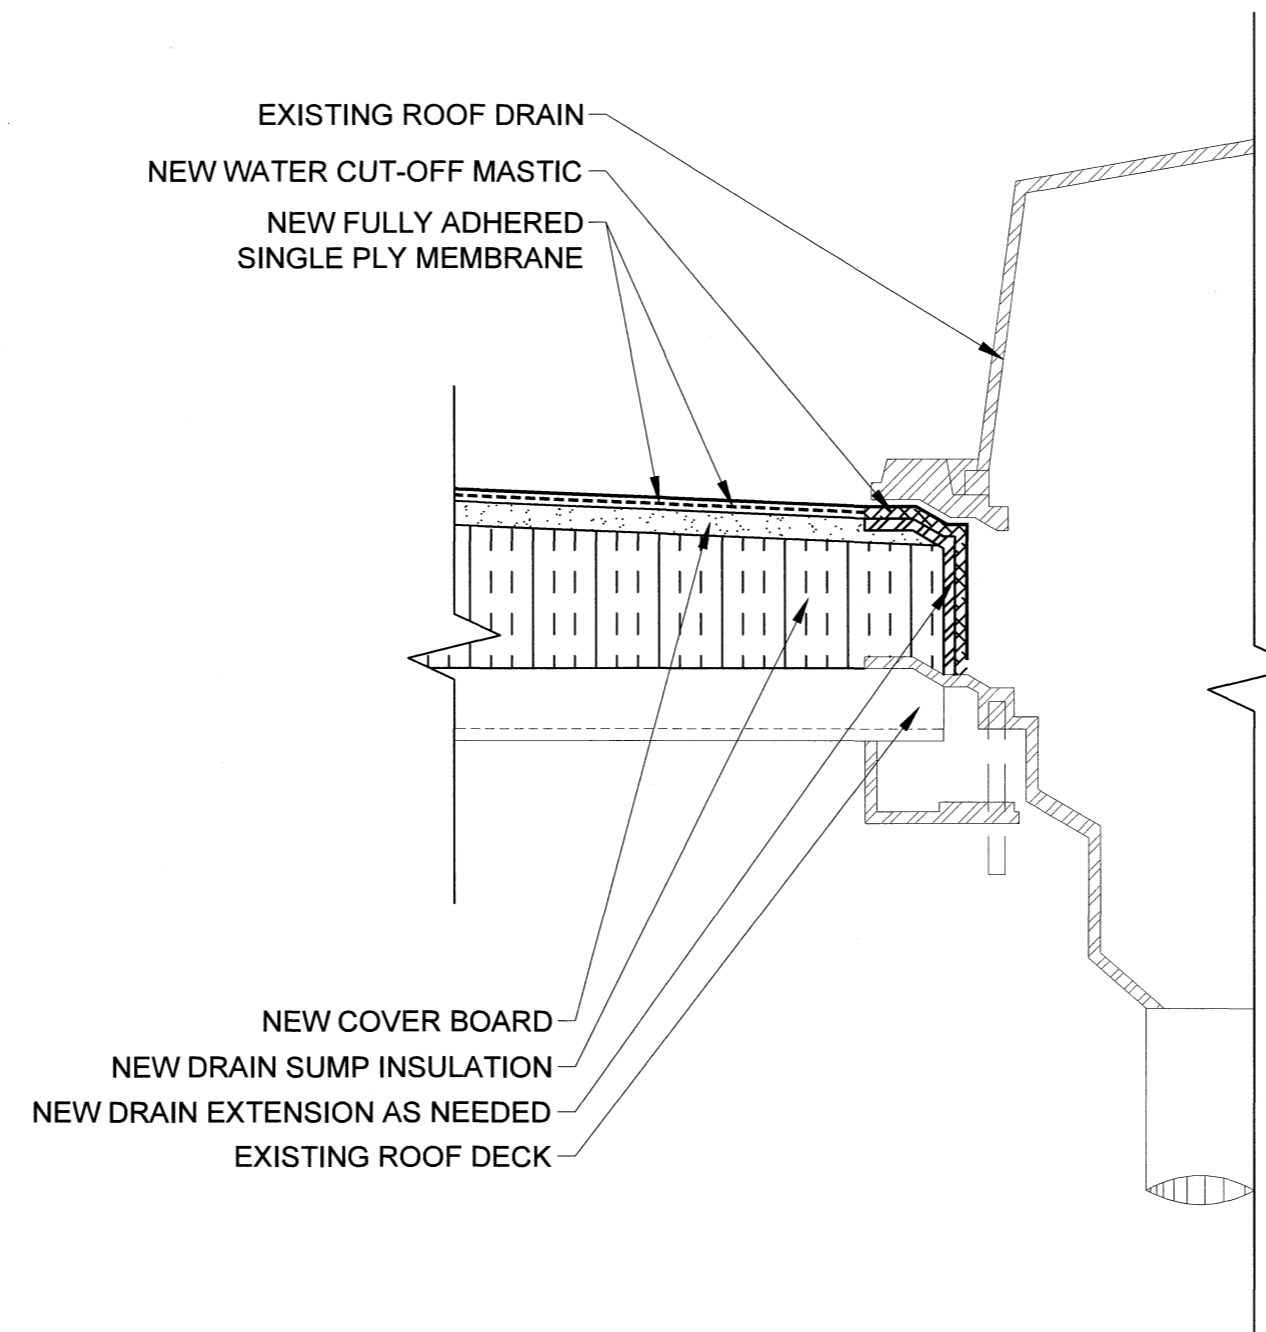 EXISTING ROOF DRAIN
NEW WATER CUT-OFF MASTIC
NEW FULLY ADHERED
SINGLE PLY MEMBRANE
NEW COVER BOARD
NEW DRAIN SUMP INSULATION
NEW DRAIN EXTENSION AS NEEDED
EXISTING ROOF DECK